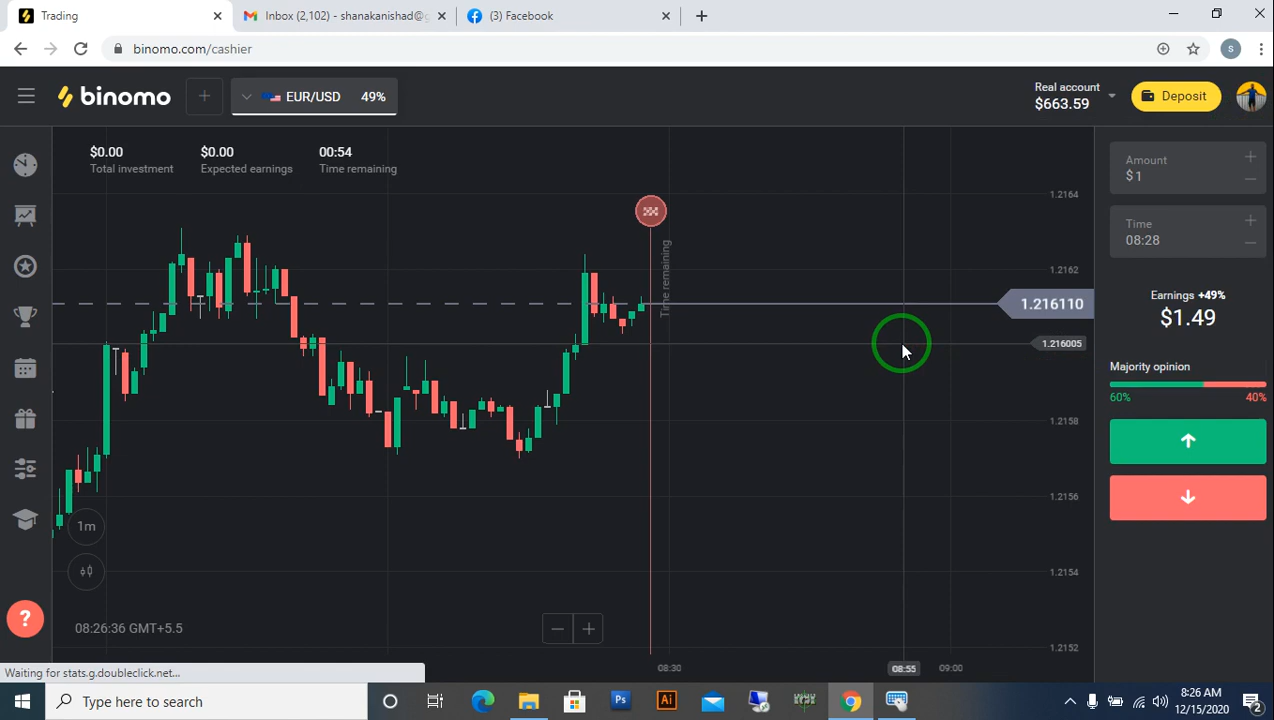 Trading
Inbox (2,102) - shanakanishad@g
(3) Facebook
binomo.com/cashier
S
binomo
EUR/USD 49%
Real account
$663.59
Deposit
$0.00
Total investment
$0.00
Expected earnings
00:54
Time remaining
Time remaining
1.2164
1.2162
1.216110
1.216005
1.2158
1.2156
1.2154
1.2152
Amount
$ 1
Time
08:28
Earnings +49%
$1.49
Majority opinion
60% 40%
1m
?
08:26:36 GMT+5.5
08:30
08:55
09:00
Waiting for stats.g.doubleclick.net...
Type here to search
Ps
Ai
8:26 AM
12/15/2020
2